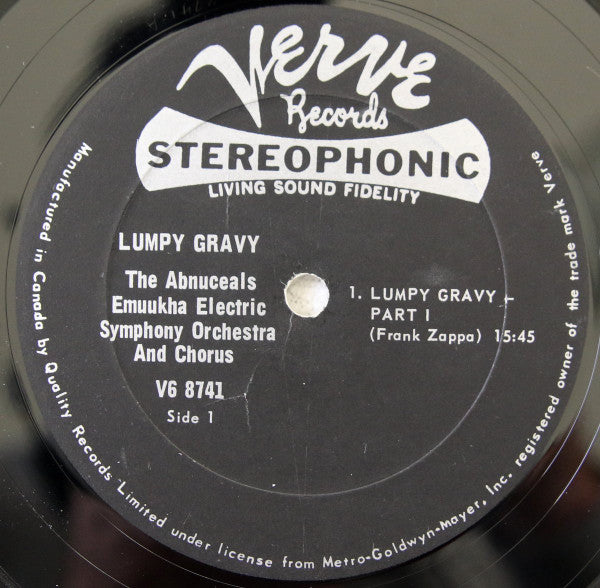 Verve
Records
STEREOPHONIC
LIVING SOUND FIDELITY
LUMPY GRAVY
The Abnuceals
Emuukha Electric
Symphony Orchestra
And Chorus
V6 8741
Side 1
1. LUMPY GRAVY –
PART I
(Frank Zappa) 15:45
Manufactured in Canada by Quality Records Limited under license from Metro-Goldwyn-Mayer, Inc. registered owner of the trade mark Verve